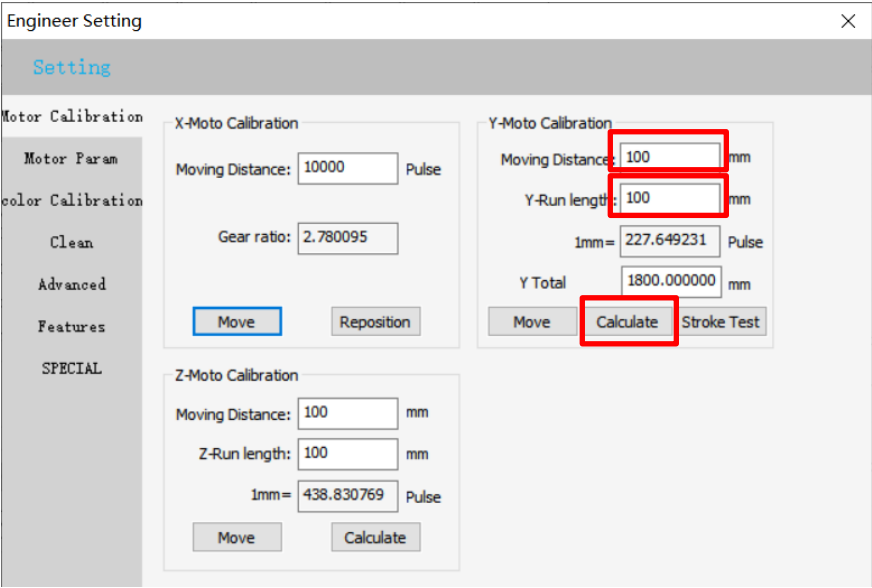 Engineer Setting
Setting
Motor Calibration
Motor Param
color Calibration
Clean
Advanced
Features
SPECIAL
X-Moto Calibration
Moving Distance: 10000 Pulse
Gear ratio: 2.780095
Move Reposition
Y-Moto Calibration
Moving Distance: 100 mm
Y-Run length: 100 mm
1mm= 227.649231 Pulse
Y Total 1800.000000 mm
Move Calculate Stroke Test
Z-Moto Calibration
Moving Distance: 100 mm
Z-Run length: 100 mm
1mm= 438.830769 Pulse
Move Calculate